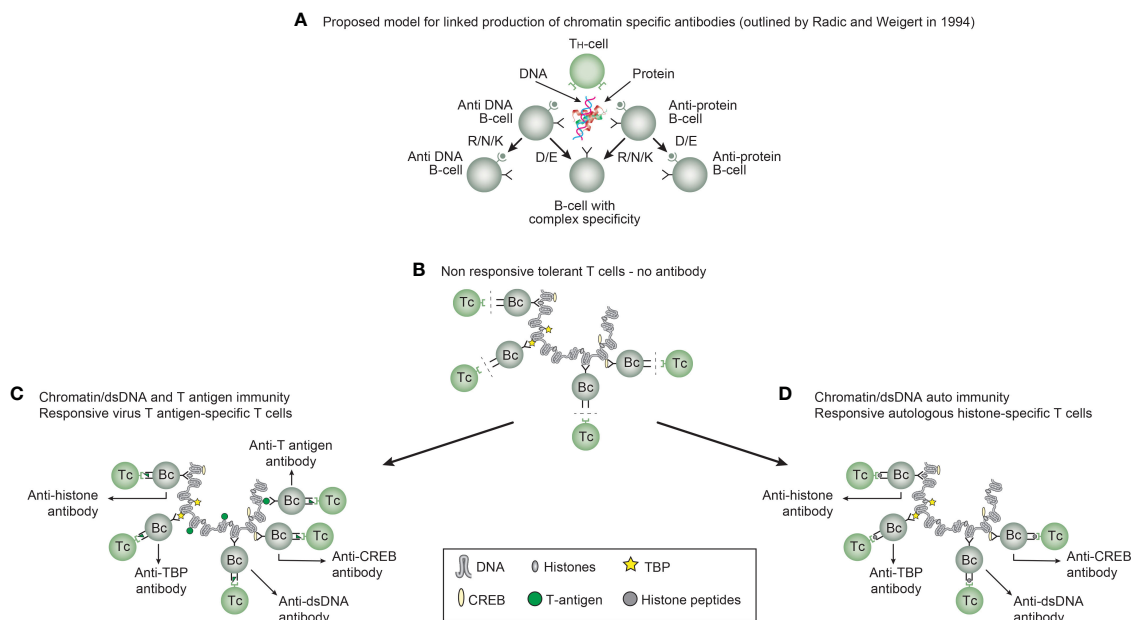 A Proposed model for linked production of chromatin specific antibodies (outlined by Radic and Weigert in 1994)
TH-cell
DNA
Protein
Anti DNA
B-cell
Anti-protein
B-cell
R/N/K
D/E
R/N/K
D/E
Anti DNA
B-cell
Anti-protein
B-cell
B-cell with
complex specificity
B Non responsive tolerant T cells - no antibody
Tc
Bc
Tc
Bc
Bc
Tc
Bc
Tc
C Chromatin/dsDNA and T antigen immunity
Responsive virus T antigen-specific T cells
Anti-T antigen
antibody
Tc
Bc
Bc
Tc
Anti-histone
antibody
Tc
Bc
Bc
Tc
Anti-TBP
antibody
Bc
Tc
Anti-CREB
antibody
Anti-dsDNA
antibody
D Chromatin/dsDNA auto immunity
Responsive autologous histone-specific T cells
Tc
Bc
Anti-histone
antibody
Tc
Bc
Bc
Tc
Anti-TBP
antibody
Bc
Tc
Anti-CREB
antibody
Anti-dsDNA
antibody
DNA
Histones
TBP
CREB
T-antigen
Histone peptides